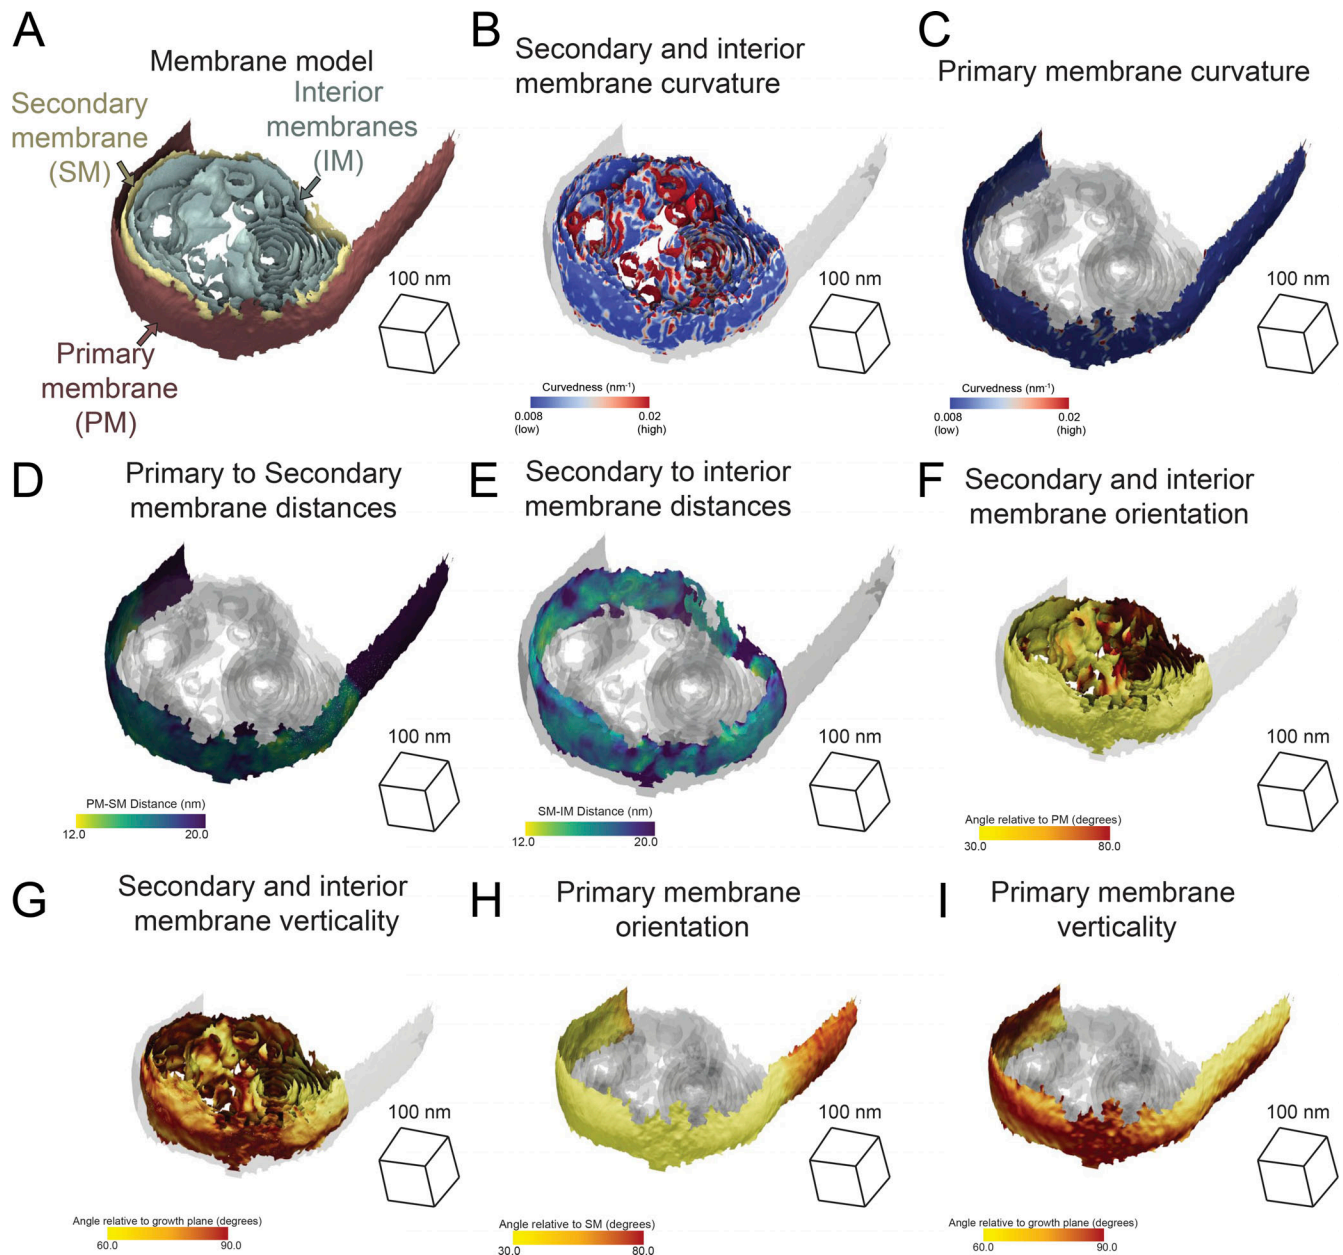 A
Membrane model
Secondary
membrane
(SM)
Interior
membranes
(IM)
Primary
membrane
(PM)
100 nm
B
Secondary and interior
membrane curvature
100 nm
Curvedness (nm⁻¹)
0.008
(low)
0.02
(high)
C
Primary membrane curvature
100 nm
Curvedness (nm⁻¹)
0.008
(low)
0.02
(high)
D
Primary to Secondary
membrane distances
100 nm
PM-SM Distance (nm)
12.0 20.0
E
Secondary to interior
membrane distances
100 nm
SM-IM Distance (nm)
12.0 20.0
F
Secondary and interior
membrane orientation
100 nm
Angle relative to PM (degrees)
30.0 80.0
G
Secondary and interior
membrane verticality
100 nm
Angle relative to growth plane (degrees)
60.0 90.0
H
Primary membrane
orientation
100 nm
Angle relative to SM (degrees)
30.0 80.0
I
Primary membrane
verticality
100 nm
Angle relative to growth plane (degrees)
60.0 90.0